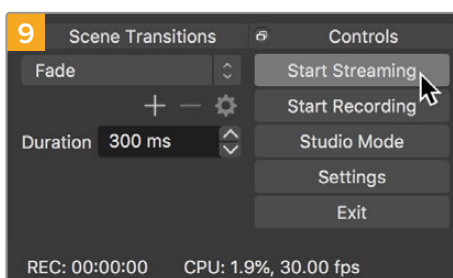 9
Scene Transitions
Controls
Fade
Start Streaming
Start Recording
Duration 300 ms
Studio Mode
Settings
Exit
REC: 00:00:00 CPU: 1.9%, 30.00 fps